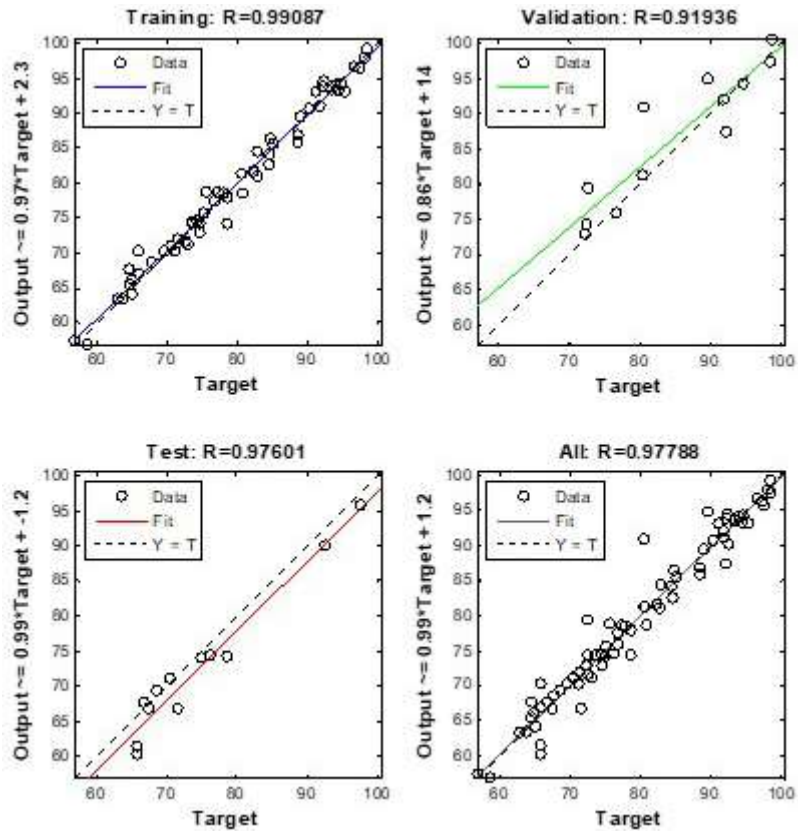 Training: R=0.99087
Output ~= 0.97*Target + 2.3
100
95
90
85
80
75
70
65
60
Data
Fit
Y = T
60
70
80
90
100
Target
Validation: R=0.91936
Output ~= 0.86*Target + 14
100
95
90
85
80
75
70
65
60
Data
Fit
Y = T
60
70
80
90
100
Target
Test: R=0.97601
Output ~= 0.99*Target + -1.2
100
95
90
85
80
75
70
65
60
Data
Fit
Y = T
60
70
80
90
100
Target
All: R=0.97788
Output ~= 0.99*Target + 1.2
100
95
90
85
80
75
70
65
60
Data
Fit
Y = T
60
70
80
90
100
Target